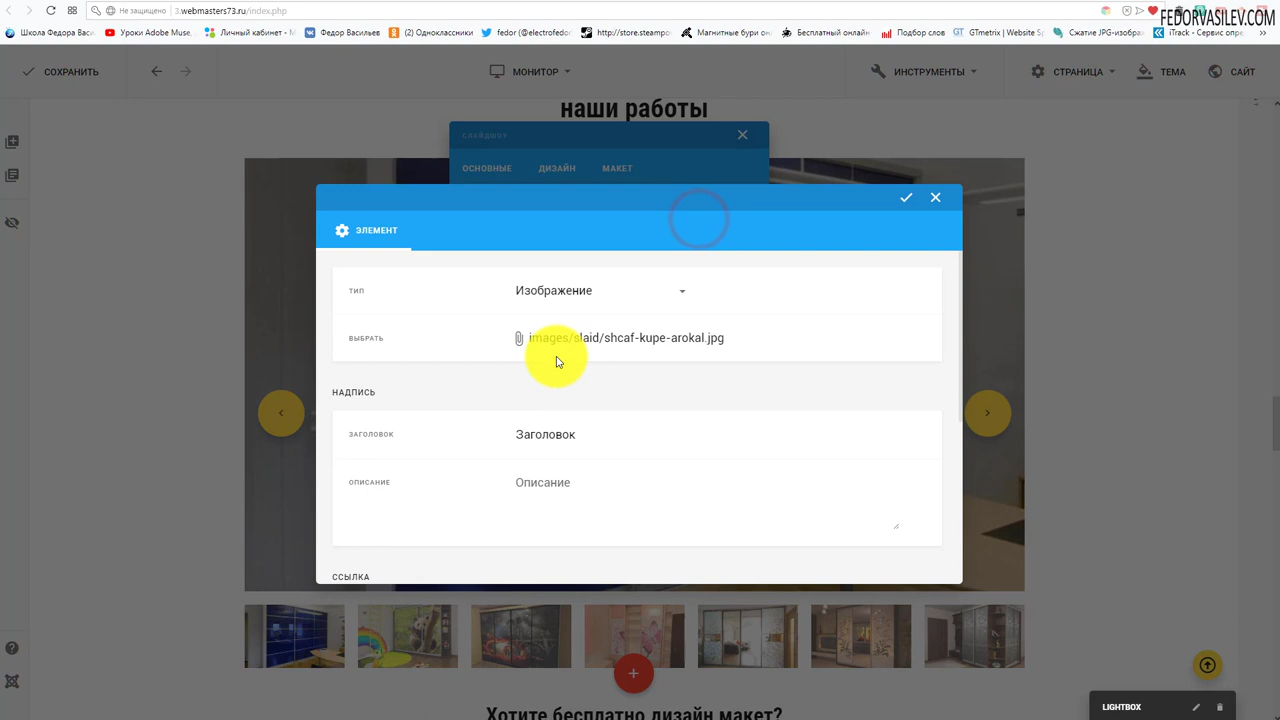 FEDORVASILEV.COM
Не защищено
3.webmasters73.ru/index.php
Школа Федора Васи...
Уроки Adobe Muse,
Личный кабинет - М
Федор Васильев
(2) Одноклассники
fedor (@electrofedor
http://store.steampo
Магнитные бури он
Бесплатный онлайн
Подбор слов
GTmetrix | Website Sp
Сжатие JPG-изобра
iTrack - Сервис опре
СОХРАНИТЬ
МОНИТОР
ИНСТРУМЕНТЫ
СТРАНИЦА
ТЕМА
САЙТ
наши работы
СЛАЙДШОУ
ОСНОВНЫЕ
ДИЗАЙН
МАКЕТ
ЭЛЕМЕНТ
ТИП
Изображение
ВЫБРАТЬ
images/slaid/shcaf-kupe-arokal.jpg
НАДПИСЬ
ЗАГОЛОВОК
Заголовок
ОПИСАНИЕ
Описание
ССЫЛКА
Хотите бесплатно дизайн макет?
LIGHTBOX